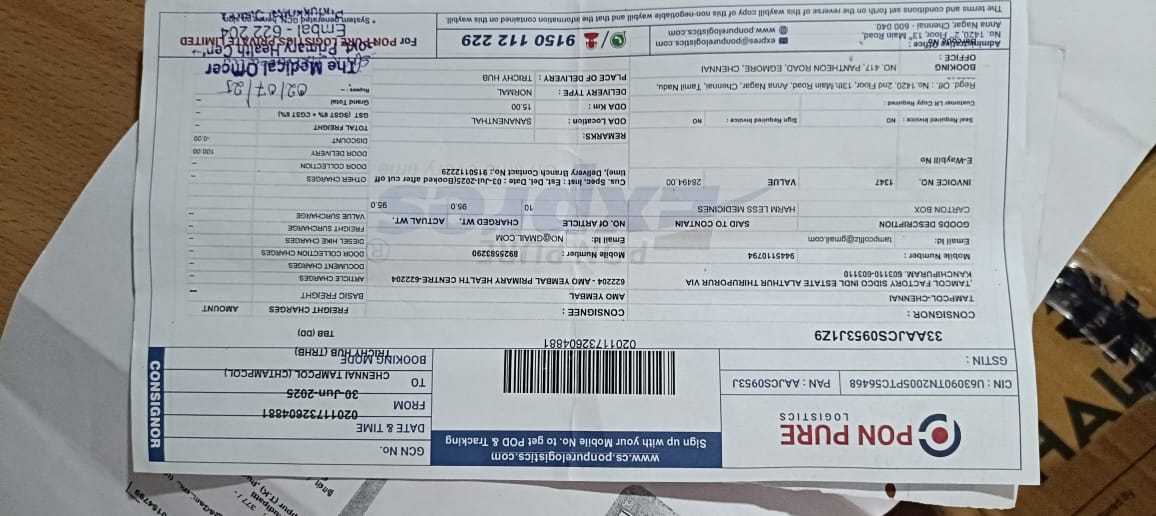 PON PURE
LOGISTICS
www.cs.ponpurelogistics.com
Sign up with your Mobile No. to get POD & Tracking
GCN No.
02011732604881
DATE & TIME
30-Jun-2025
FROM
CHENNAI TAMPCOL (CHTAMPCOL)
TO
TRICHY HUB (TRHB)
BOOKING MODE
TBB (DD)
CONSIGNOR
CIN : U63090TN2005PTC56468 PAN : AAJCS0953J
GSTIN :
33AAJCS0953J1Z9
02011732604881
CONSIGNOR :
TAMPCOL-CHENNAI
,TAMCOL FACTORY SIDCO INDL ESTATE ALATHUR THIRUPORUR VIA
KANCHIPURAM. 60310-603110
Mobile Number : 9445110794
Email Id: tampcoltlz@gmail.com
CONSIGNEE :
AMO YEMBAL
622204 - AMO YEMBAL PRIMARY HEALTH CENTRE-622204
Mobile Number : 8925593290
Email Id: NO@GMAIL.COM
FREIGHT CHARGES AMOUNT
BASIC FREIGHT –
ARTICLE CHARGES
DOCUMENT CHARGES
DOOR COLLECTION CHARGES –
DIESEL HIKE CHARGES –
FREIGHT SURCHARGE –
VALUE SURCHARGE –
OTHER CHARGES –
DOOR COLLECTION –
DOOR DELIVERY 100.00
DISCOUNT -0.00
TOTAL FREIGHT –
GST (SGST 6% + CGST 6%) –
Grand Total –
Rupees : –
GOODS DESCRIPTION SAID TO CONTAIN NO. OF ARTICLE CHARGED WT. ACTUAL WT.
CARTON BOX HARM LESS MEDICINES 10 95.0 95.0
INVOICE NO. 1347 VALUE 28494.00
E-Waybill No
Cus. Spec. Inst : Est. Del. Date : 03-Jul-2025(Booked after cut off
time), Delivery Branch Contact No.: 9150112229
REMARKS:
Seal Required Invoice : NO Sign Required Invoice : NO
Customer LR Copy Required :
ODA Location : SANANENTHAL
ODA Km : 15.00
DELIVERY TYPE : NORMAL
PLACE OF DELIVERY : TRICHY HUB
Regd. Off. : No.1420, 2nd Floor, 13th Main Road, Anna Nagar, Chennai, Tamil Nadu,
BOOKING
OFFICE :
NO, 417, PANTHEON ROAD, EGMORE, CHENNAI
Administrative Office :
No. 1420, 2nd Floor, 13th Main Road,
Anna Nagar, Chennai - 600 040.
express@ponpurelogistics.com
www.ponpurelogistics.com
9150 112 229
For PON PURE LOGISTICS PRIVATE LIMITED
* System generated GCN
02/07/25
The Medical Officer
Primary Health Cen
Embal - 622 204
The terms and conditions set forth on the reverse of this waybill copy of this non-negotiable waybill and that the information contained on this waybill.
PON PURE
Express